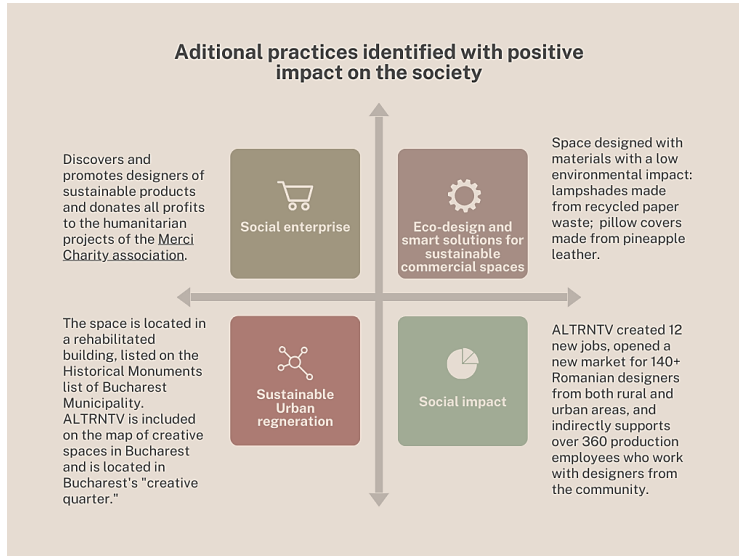 Aditional practices identified with positive
impact on the society
Discovers and
promotes designers of
sustainable products
and donates all profits
to the humanitarian
projects of the Merci
Charity association.
Social enterprise
Eco-design and
smart solutions for
sustainable
commercial spaces
Space designed with
materials with a low
environmental impact:
lampshades made
from recycled paper
waste; pillow covers
made from pineapple
leather.
The space is located in
a rehabilitated
building, listed on the
Historical Monuments
list of Bucharest
Municipality.
ALTRNTV is included
on the map of creative
spaces in Bucharest
and is located in
Bucharest's "creative
quarter."
Sustainable
Urban
regneration
Social impact
ALTRNTV created 12
new jobs, opened a
new market for 140+
Romanian designers
from both rural and
urban areas, and
indirectly supports
over 360 production
employees who work
with designers from
the community.